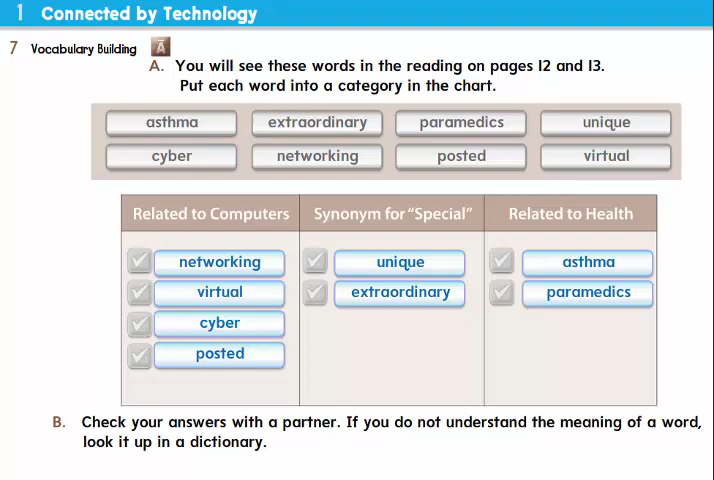 1 Connected by Technology
7 Vocabulary Building A
A. You will see these words in the reading on pages 12 and 13.
Put each word into a category in the chart.
asthma extraordinary paramedics unique
cyber networking posted virtual
Related to Computers Synonym for "Special" Related to Health
networking unique asthma
virtual extraordinary paramedics
cyber
posted
B. Check your answers with a partner. If you do not understand the meaning of a word,
look it up in a dictionary.